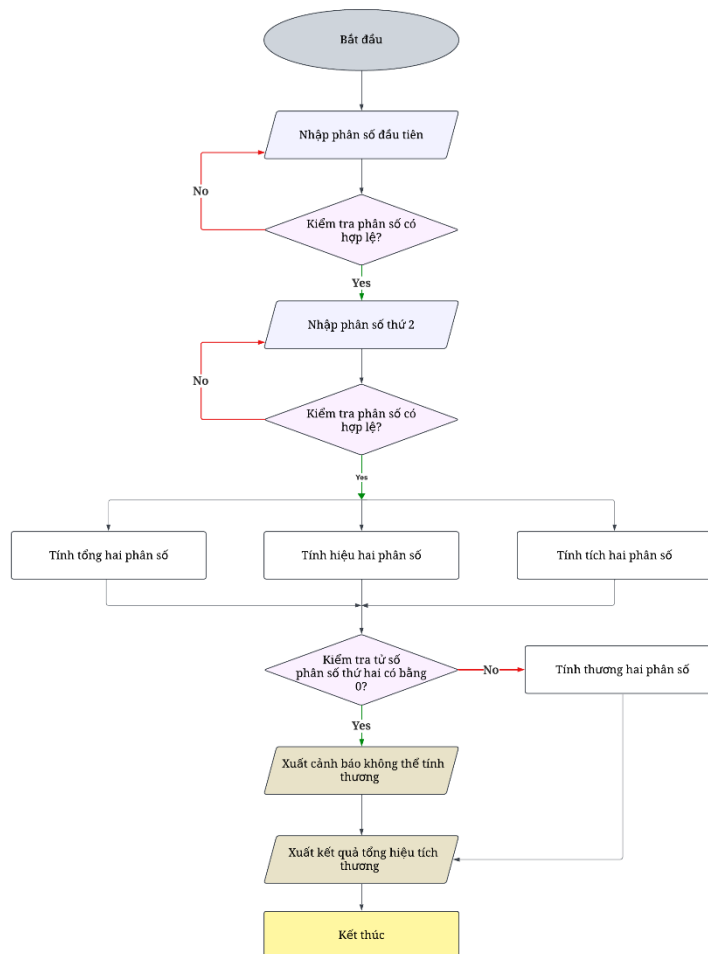 Bắt đầu
Nhập phân số đầu tiên
No
Kiểm tra phân số có
hợp lệ?
Yes
Nhập phân số thứ 2
No
Kiểm tra phân số có
hợp lệ?
Yes
Tính tổng hai phân số
Tính hiệu hai phân số
Tính tích hai phân số
Kiểm tra tử số
phân số thứ hai có bằng
0?
No
Tính thương hai phân số
Yes
Xuất cảnh báo không thể tính
thương
Xuất kết quả tổng hiệu tích
thương
Kết thúc